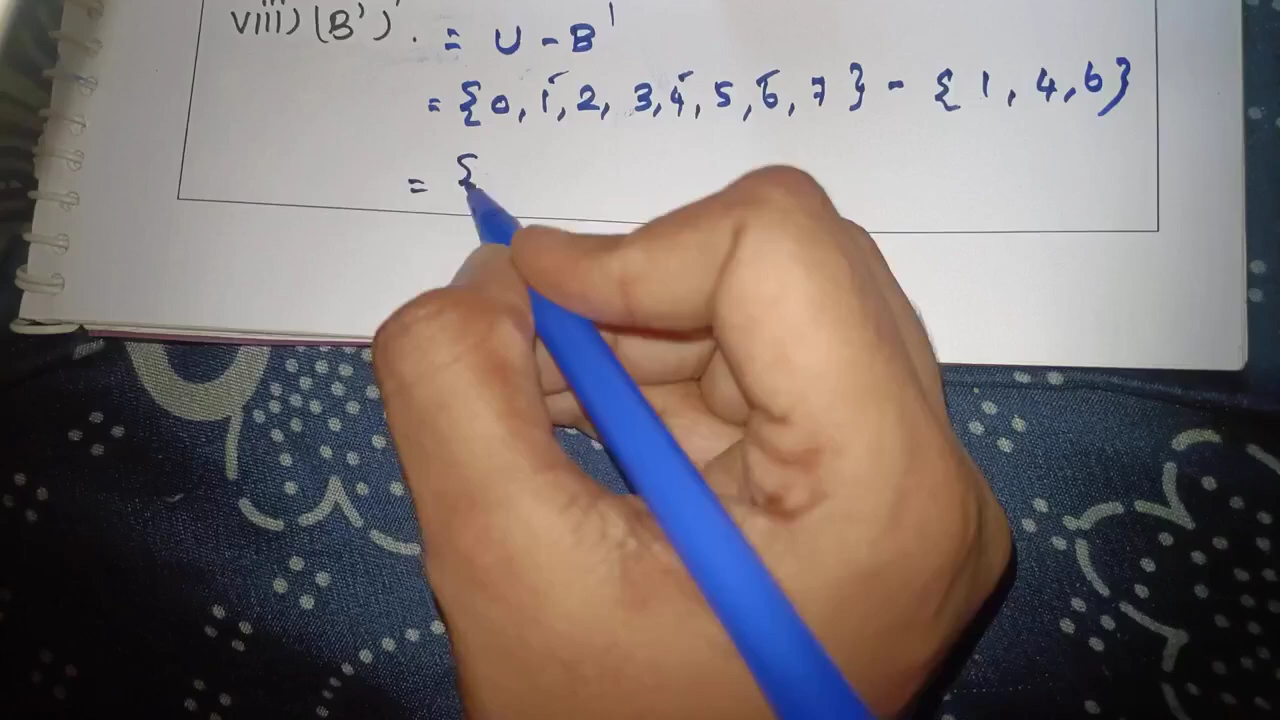 viii) (B')'. = U - B'
= {0, 1, 2, 3, 4, 5, 6, 7} - {1, 4, 6}
= {